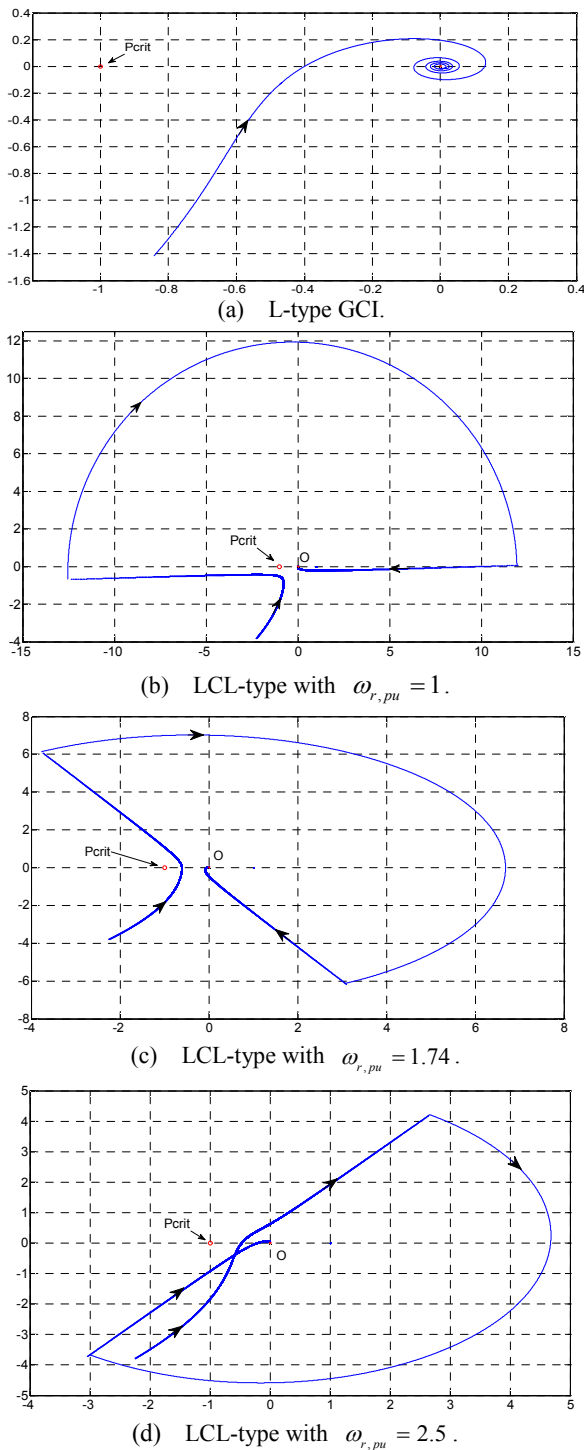 0.4
0.2
0
-0.2
-0.4
-0.6
-0.8
-1
-1.2
-1.4
1.6
Pcrit
-1 -0.8 -0.6 -0.4 -0.2 0 0.2 0.4
(a) L-type GCI.
12
10
8
6
4
2
0
-2
-4
Pcrit
O
-15 -10 -5 0 5 10 15
(b) LCL-type with ωr,pu = 1 .
8
6
4
2
0
-2
-4
-6
-8
Pcrit
O
-4 -2 0 2 4 6 8
(c) LCL-type with ωr,pu = 1.74 .
5
4
3
2
1
0
-1
-2
-3
-4
-5
Pcrit
O
-4 -3 -2 -1 0 1 2 3 4 5
(d) LCL-type with ωr,pu = 2.5 .